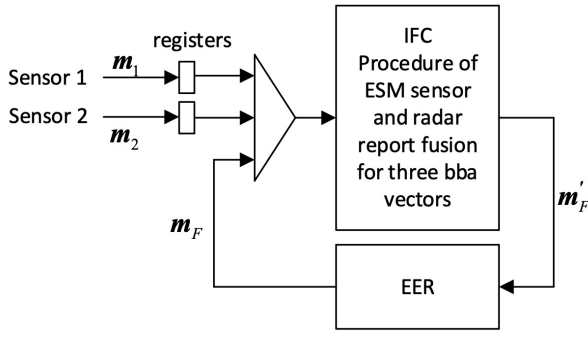 registers
Sensor 1
m1
Sensor 2
m2
IFC
Procedure of
ESM sensor
and radar
report fusion
for three bba
vectors
mF
m'F
EER